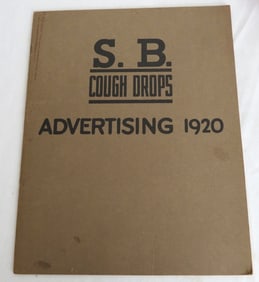 S. B.
COUGH DROPS
ADVERTISING 1920